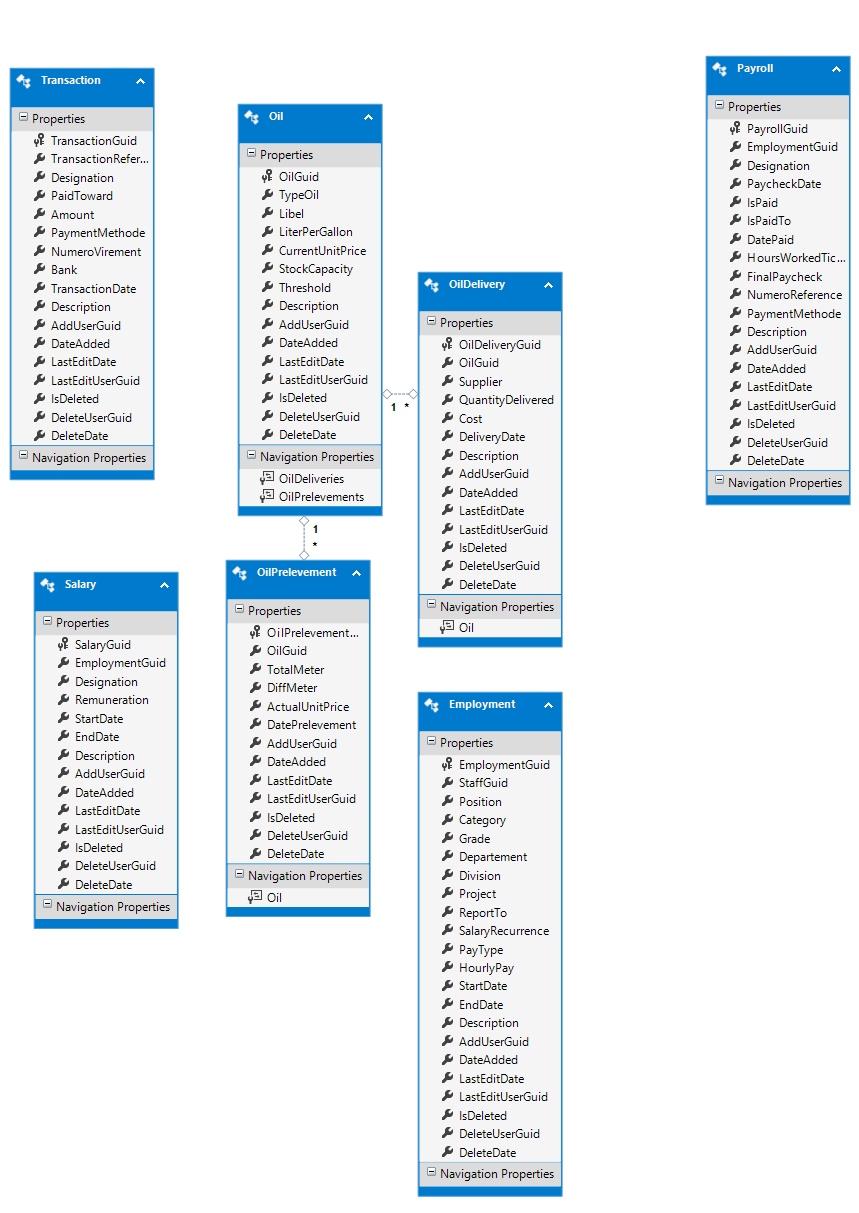 Transaction
Properties
TransactionGuid
TransactionRefer...
Designation
PaidToward
Amount
PaymentMethode
NumeroVirement
Bank
TransactionDate
Description
AddUserGuid
DateAdded
LastEditDate
LastEditUserGuid
IsDeleted
DeleteUserGuid
DeleteDate
Navigation Properties
Oil
Properties
OilGuid
TypeOil
Libel
LiterPerGallon
CurrentUnitPrice
StockCapacity
Threshold
Description
AddUserGuid
DateAdded
LastEditDate
LastEditUserGuid
IsDeleted
DeleteUserGuid
DeleteDate
Navigation Properties
OilDeliveries
OilPrelevements
1 *
OilDelivery
Properties
OilDeliveryGuid
OilGuid
Supplier
QuantityDelivered
Cost
DeliveryDate
Description
AddUserGuid
DateAdded
LastEditDate
LastEditUserGuid
IsDeleted
DeleteUserGuid
DeleteDate
Navigation Properties
Oil
Payroll
Properties
PayrollGuid
EmploymentGuid
Designation
PaycheckDate
IsPaid
IsPaidTo
DatePaid
HoursWorkedTic...
FinalPaycheck
NumeroReference
PaymentMethode
Description
AddUserGuid
DateAdded
LastEditDate
LastEditUserGuid
IsDeleted
DeleteUserGuid
DeleteDate
Navigation Properties
1
*
Salary
Properties
SalaryGuid
EmploymentGuid
Designation
Remuneration
StartDate
EndDate
Description
AddUserGuid
DateAdded
LastEditDate
LastEditUserGuid
IsDeleted
DeleteUserGuid
DeleteDate
Navigation Properties
OilPrelevement
Properties
OilPrelevement...
OilGuid
TotalMeter
DiffMeter
ActualUnitPrice
DatePrelevement
AddUserGuid
DateAdded
LastEditDate
LastEditUserGuid
IsDeleted
DeleteUserGuid
DeleteDate
Navigation Properties
Oil
Employment
Properties
EmploymentGuid
StaffGuid
Position
Category
Grade
Departement
Division
Project
ReportTo
SalaryRecurrence
PayType
HourlyPay
StartDate
EndDate
Description
AddUserGuid
DateAdded
LastEditDate
LastEditUserGuid
IsDeleted
DeleteUserGuid
DeleteDate
Navigation Properties